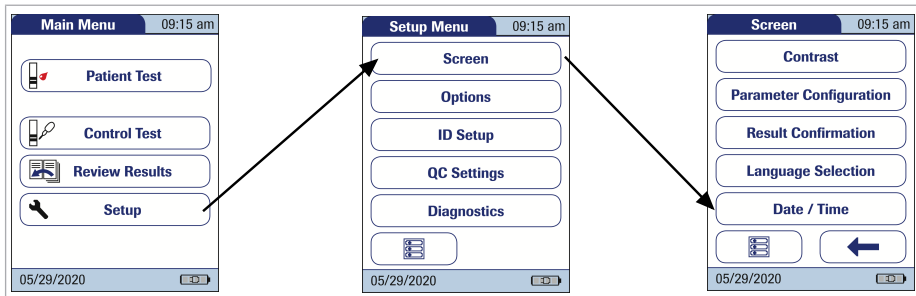 Main Menu 09:15 am
Patient Test
Control Test
Review Results
Setup
05/29/2020
Setup Menu 09:15 am
Screen
Options
ID Setup
QC Settings
Diagnostics
05/29/2020
Screen 09:15 am
Contrast
Parameter Configuration
Result Confirmation
Language Selection
Date / Time
05/29/2020